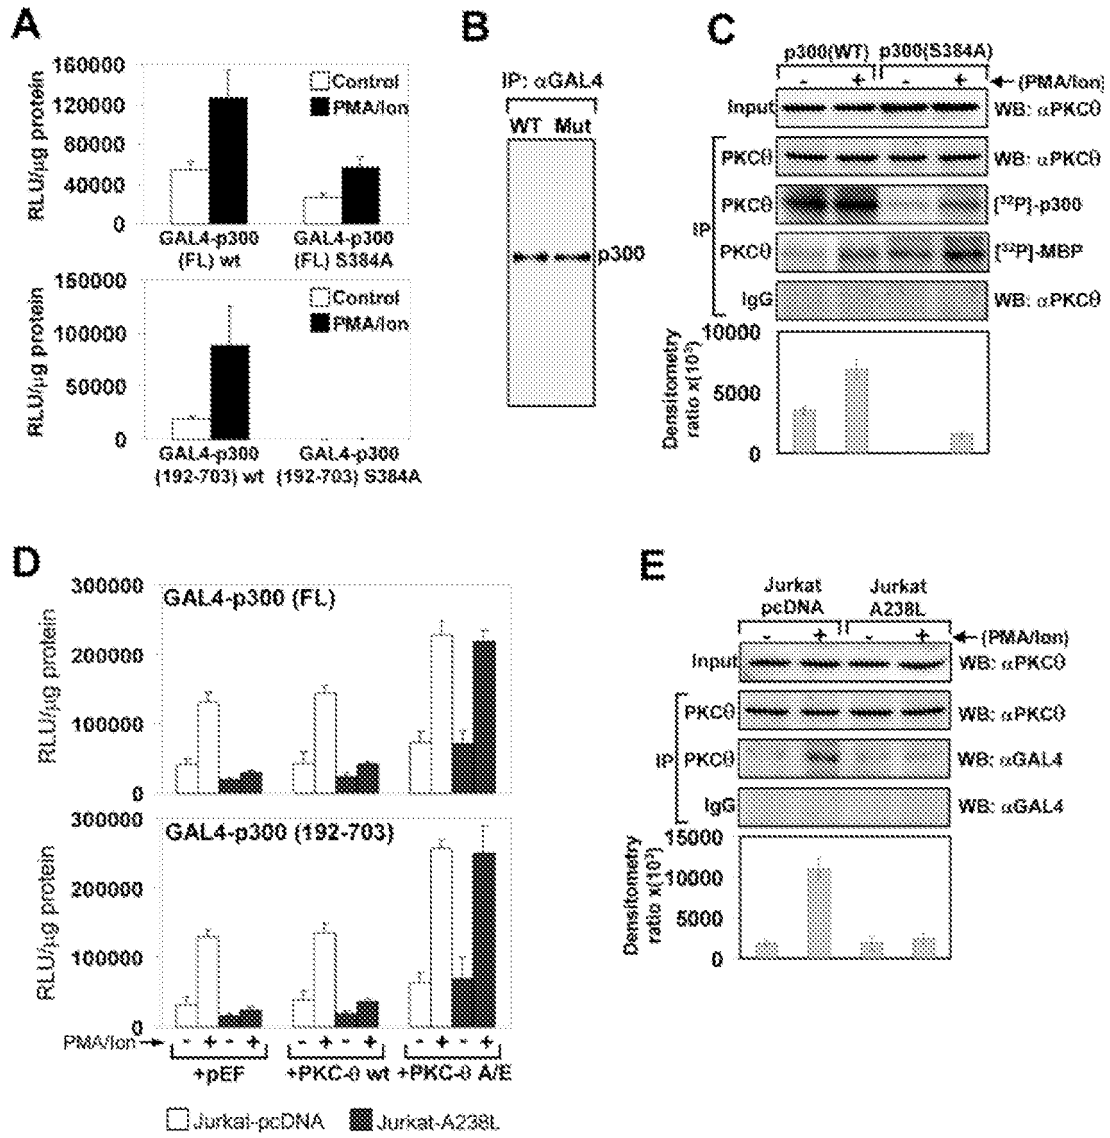 A
160000
120000
80000
40000
0
RLU/µg protein
Control
PMA/Ion
GAL4-p300
(FL) wt
GAL4-p300
(FL) S384A
150000
100000
50000
0
RLU/µg protein
Control
PMA/Ion
GAL4-p300
(192-703) wt
GAL4-p300
(192-703) S384A
B
IP: αGAL4
WT Mut
p300
C
p300(WT) p300(S384A)
- + - + (PMA/Ion)
Input WB: αPKCθ
IP
PKCθ WB: αPKCθ
PKCθ [³²P]-p300
PKCθ [³²P]-MBP
IgG WB: αPKCθ
10000
5000
0
Densitometry
ratio x(10³)
D
300000
200000
100000
0
RLU/µg protein
GAL4-p300 (FL)
300000
200000
100000
0
RLU/µg protein
GAL4-p300 (192-703)
PMA/Ion - + - + - + - + - + - +
+pEF +PKC-θ wt +PKC-θ A/E
Jurkat-pcDNA Jurkat-A238L
E
Jurkat
pcDNA
Jurkat
A238L
- + - + (PMA/Ion)
Input WB: αPKCθ
IP
PKCθ WB: αPKCθ
PKCθ WB: αGAL4
IgG WB: αGAL4
15000
10000
5000
0
Densitometry
ratio x(10³)